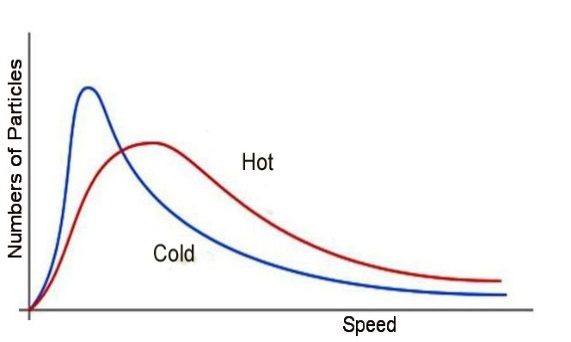 Numbers of Particles
Hot
Cold
Speed